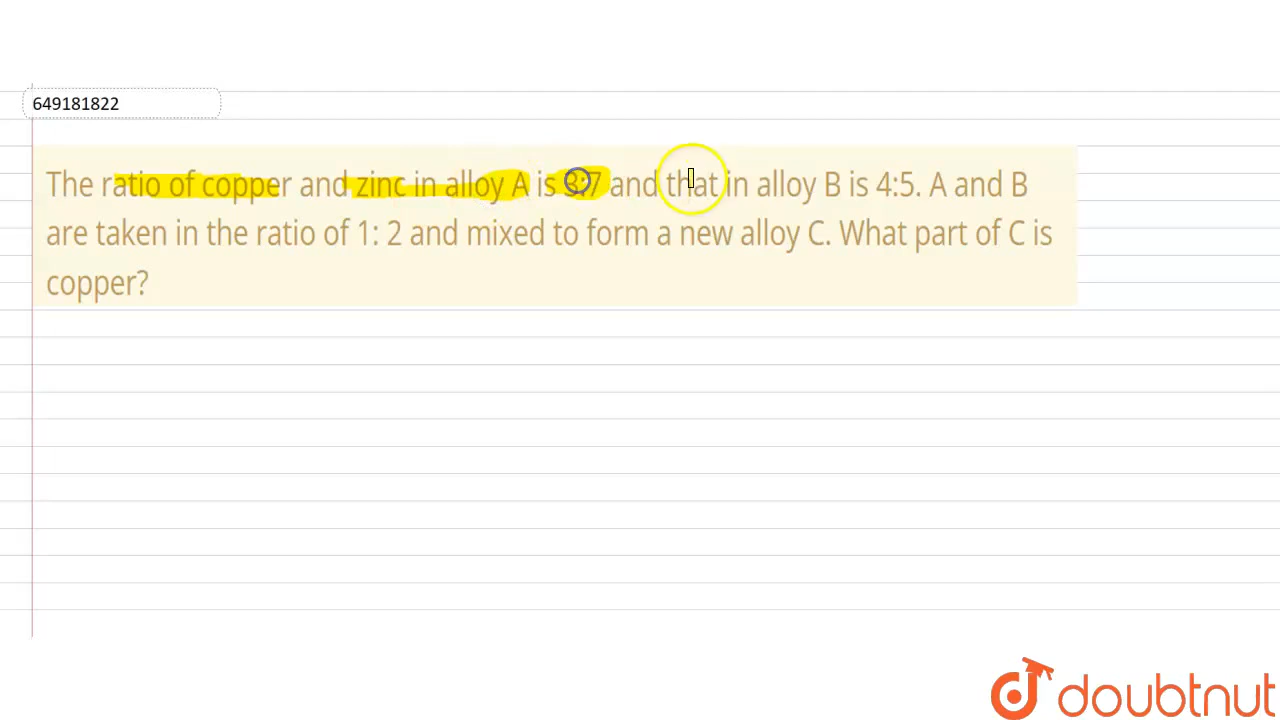 649181822
The ratio of copper and zinc in alloy A is 3:7 and that in alloy B is 4:5. A and B
are taken in the ratio of 1: 2 and mixed to form a new alloy C. What part of C is
copper?
doubtnut